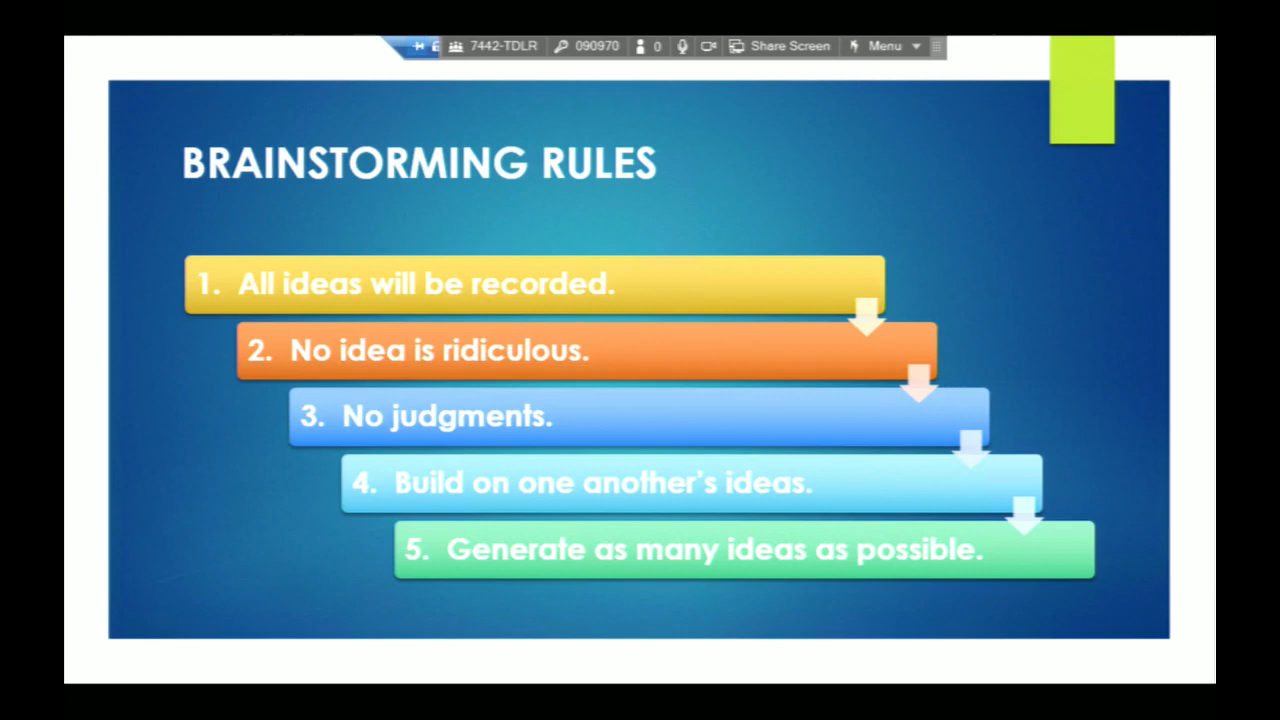 7442-TDLR 090970 0 Share Screen Menu
BRAINSTORMING RULES
1. All ideas will be recorded.
2. No idea is ridiculous.
3. No judgments.
4. Build on one another's ideas.
5. Generate as many ideas as possible.